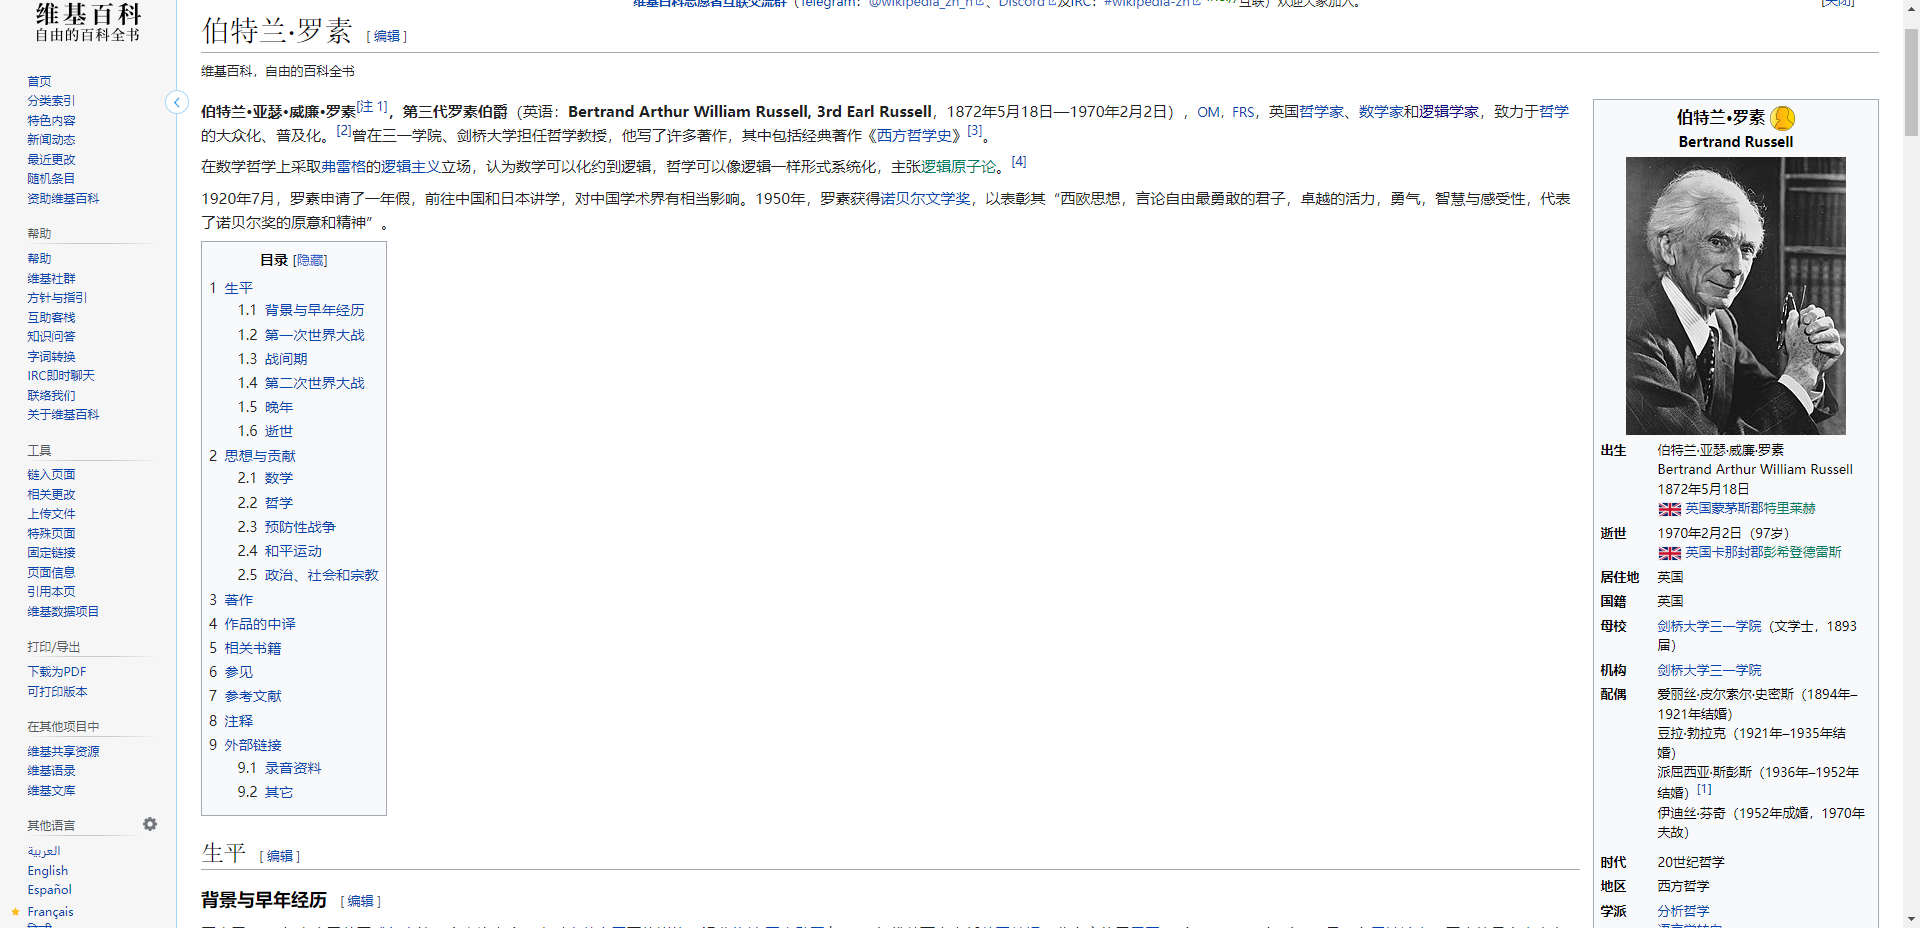 维基百科
自由的百科全书
首页
分类索引
特色内容
新闻动态
最近更改
随机条目
资助维基百科
帮助
帮助
维基社群
方针与指引
互助客栈
知识问答
字词转换
IRC即时聊天
联络我们
关于维基百科
工具
链入页面
相关更改
上传文件
特殊页面
固定链接
页面信息
引用本页
维基数据项目
打印/导出
下载为PDF
可打印版本
在其他项目中
维基共享资源
维基语录
维基文库
其他语言
العربية
English
Español
Français
维基百科志愿者互联交流群（Telegram：@wikipedia_zh_n、Discord及IRC：#wikipedia-zh 互联）欢迎大家加入。
[关闭]
伯特兰·罗素 [编辑]
维基百科，自由的百科全书
伯特兰·亚瑟·威廉·罗素[注 1]，第三代罗素伯爵（英语：Bertrand Arthur William Russell, 3rd Earl Russell，1872年5月18日—1970年2月2日），OM，FRS，英国哲学家、数学家和逻辑学家，致力于哲学
的大众化、普及化。[2]曾在三一学院、剑桥大学担任哲学教授，他写了许多著作，其中包括经典著作《西方哲学史》[3]。
在数学哲学上采取弗雷格的逻辑主义立场，认为数学可以化约到逻辑，哲学可以像逻辑一样形式系统化，主张逻辑原子论。[4]
1920年7月，罗素申请了一年假，前往中国和日本讲学，对中国学术界有相当影响。1950年，罗素获得诺贝尔文学奖，以表彰其“西欧思想，言论自由最勇敢的君子，卓越的活力，勇气，智慧与感受性，代表
了诺贝尔奖的原意和精神”。
目录 [隐藏]
1 生平
1.1 背景与早年经历
1.2 第一次世界大战
1.3 战间期
1.4 第二次世界大战
1.5 晚年
1.6 逝世
2 思想与贡献
2.1 数学
2.2 哲学
2.3 预防性战争
2.4 和平运动
2.5 政治、社会和宗教
3 著作
4 作品的中译
5 相关书籍
6 参见
7 参考文献
8 注释
9 外部链接
9.1 录音资料
9.2 其它
生平 [编辑]
背景与早年经历 [编辑]
伯特兰·罗素
Bertrand Russell
出生 伯特兰·亚瑟·威廉·罗素
Bertrand Arthur William Russell
1872年5月18日
英国蒙茅斯郡特里莱赫
逝世 1970年2月2日（97岁）
英国卡那封郡彭希登德雷斯
居住地 英国
国籍 英国
母校 剑桥大学三一学院（文学士，1893
届）
机构 剑桥大学三一学院
配偶 爱丽丝·皮尔索尔·史密斯（1894年–
1921年结婚）
豆拉·勃拉克（1921年–1935年结
婚）
派屈西亚·斯彭斯（1936年–1952年
结婚）[1]
伊迪丝·芬奇（1952年成婚，1970年
夫故）
时代 20世纪哲学
地区 西方哲学
学派 分析哲学